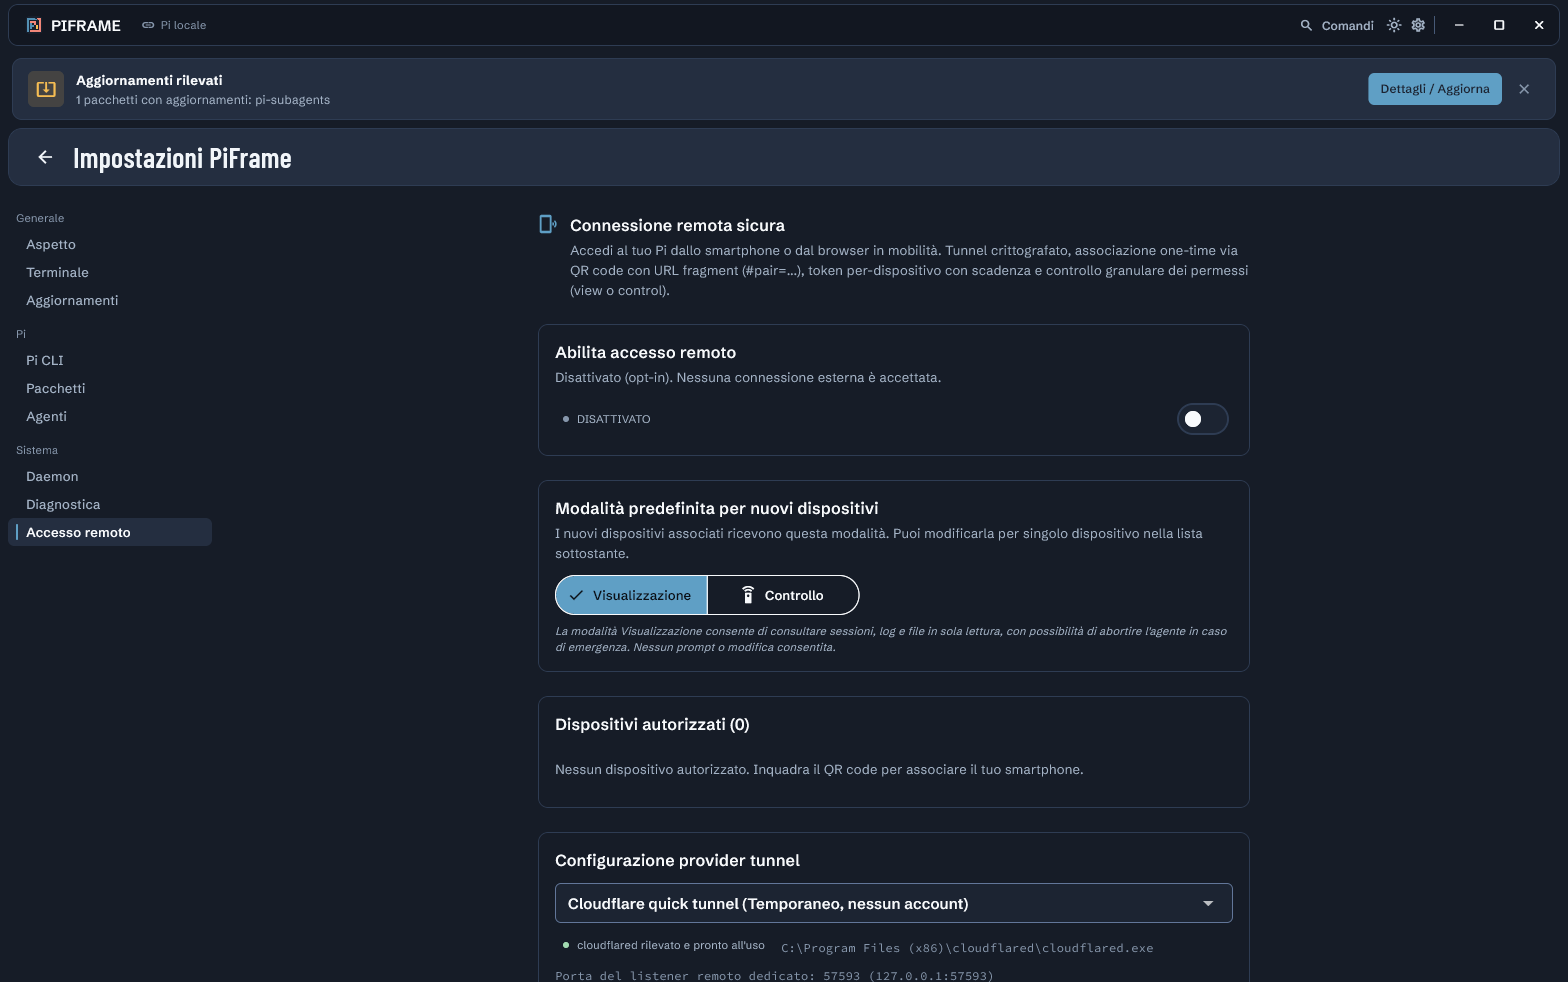 PIFRAME
Pi locale
Comandi
Aggiornamenti rilevati
1 pacchetti con aggiornamenti: pi-subagents
Dettagli / Aggiorna
Impostazioni PiFrame
Generale
Aspetto
Terminale
Aggiornamenti
Pi
Pi CLI
Pacchetti
Agenti
Sistema
Daemon
Diagnostica
Accesso remoto
Connessione remota sicura
Accedi al tuo Pi dallo smartphone o dal browser in mobilità. Tunnel crittografato, associazione one-time via
QR code con URL fragment (#pair=...), token per-dispositivo con scadenza e controllo granulare dei permessi
(view o control).
Abilita accesso remoto
Disattivato (opt-in). Nessuna connessione esterna è accettata.
DISATTIVATO
Modalità predefinita per nuovi dispositivi
I nuovi dispositivi associati ricevono questa modalità. Puoi modificarla per singolo dispositivo nella lista
sottostante.
Visualizzazione
Controllo
La modalità Visualizzazione consente di consultare sessioni, log e file in sola lettura, con possibilità di abortire l'agente in caso
di emergenza. Nessun prompt o modifica consentita.
Dispositivi autorizzati (0)
Nessun dispositivo autorizzato. Inquadra il QR code per associare il tuo smartphone.
Configurazione provider tunnel
Cloudflare quick tunnel (Temporaneo, nessun account)
cloudflared rilevato e pronto all'uso
C:\Program Files (x86)\cloudflared\cloudflared.exe
Porta del listener remoto dedicato: 57593 (127.0.0.1:57593)